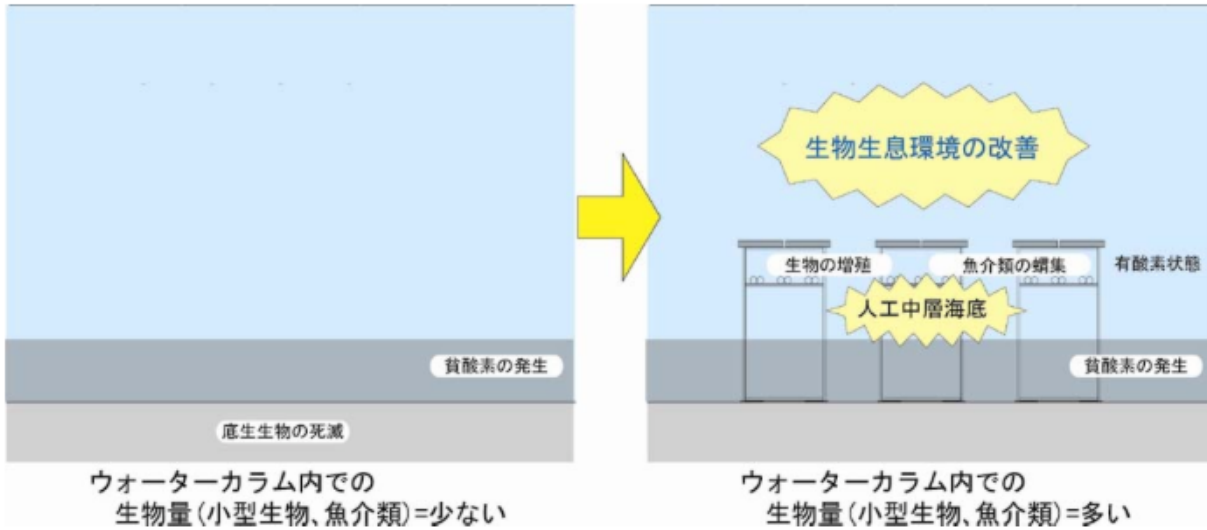 貧酸素の発生
底生生物の死滅
ウォーターカラム内での
生物量(小型生物、魚介類)=少ない
生物生息環境の改善
生物の増殖
魚介類の蝟集
有酸素状態
人工中層海底
貧酸素の発生
ウォーターカラム内での
生物量(小型生物、魚介類)=多い